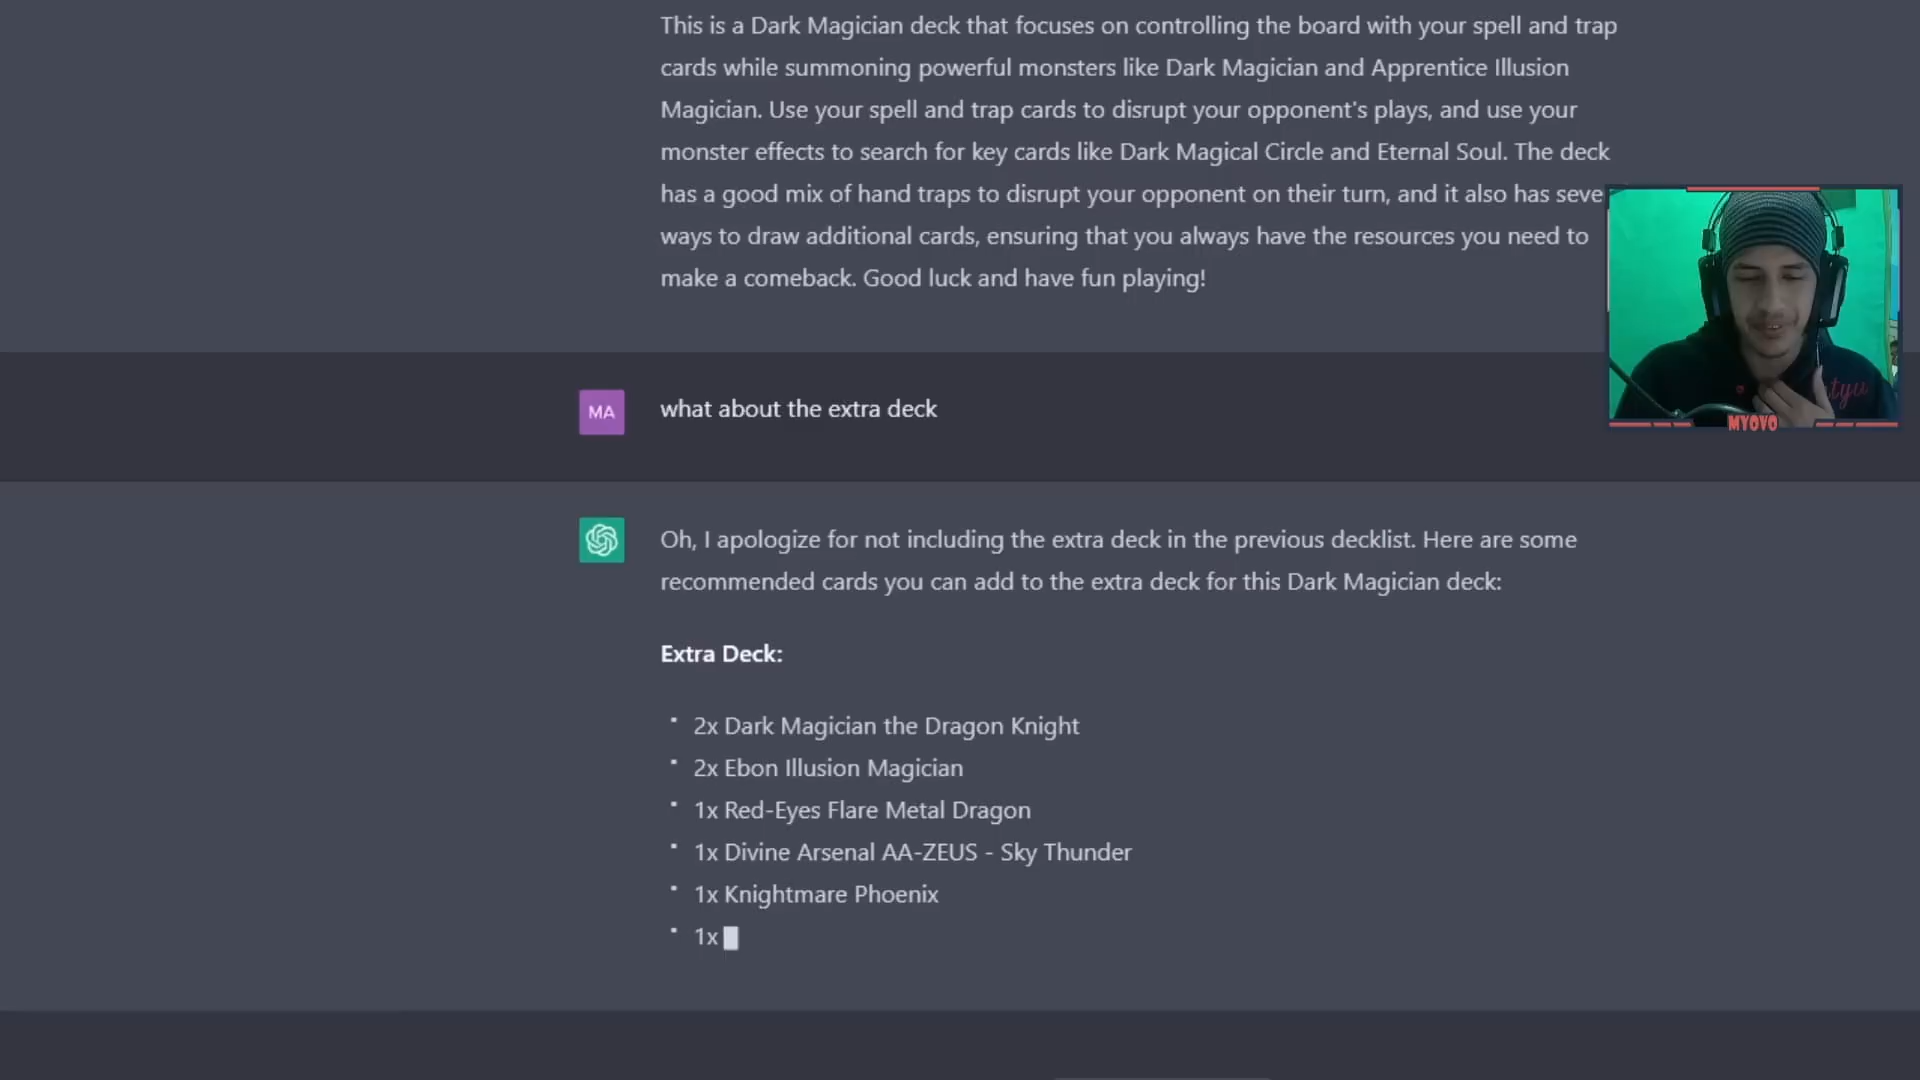 This is a Dark Magician deck that focuses on controlling the board with your spell and trap
cards while summoning powerful monsters like Dark Magician and Apprentice Illusion
Magician. Use your spell and trap cards to disrupt your opponent's plays, and use your
monster effects to search for key cards like Dark Magical Circle and Eternal Soul. The deck
has a good mix of hand traps to disrupt your opponent on their turn, and it also has seve
ways to draw additional cards, ensuring that you always have the resources you need to
make a comeback. Good luck and have fun playing!
MYOVO
MA
what about the extra deck
Oh, I apologize for not including the extra deck in the previous decklist. Here are some
recommended cards you can add to the extra deck for this Dark Magician deck:
Extra Deck:
• 2x Dark Magician the Dragon Knight
• 2x Ebon Illusion Magician
• 1x Red-Eyes Flare Metal Dragon
• 1x Divine Arsenal AA-ZEUS - Sky Thunder
• 1x Knightmare Phoenix
• 1x